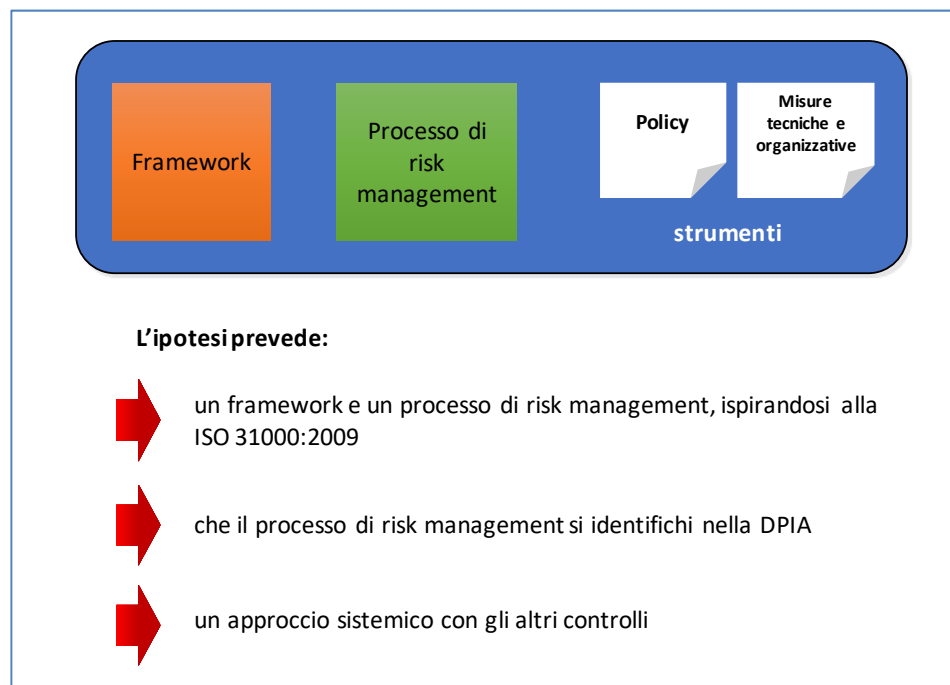 Framework
Processo di
risk
management
Policy
Misure
tecniche e
organizzative
strumenti
L'ipotesi prevede:
un framework e un processo di risk management, ispirandosi alla
ISO 31000:2009
che il processo di risk management si identifichi nella DPIA
un approccio sistemico con gli altri controlli